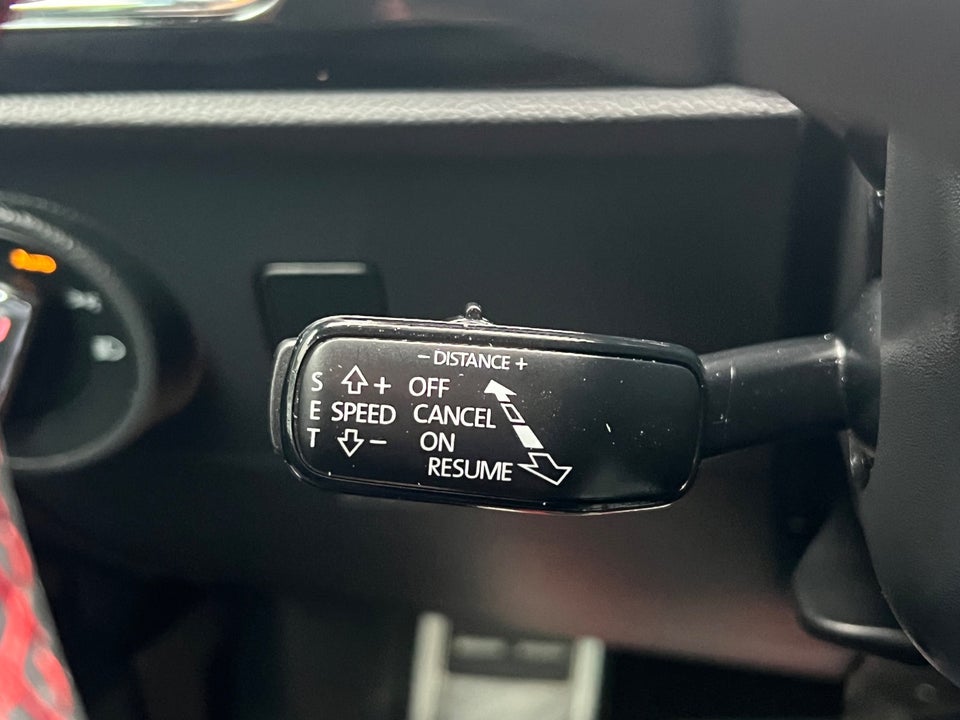 - DISTANCE +
S + OFF
E SPEED CANCEL
T - ON
RESUME